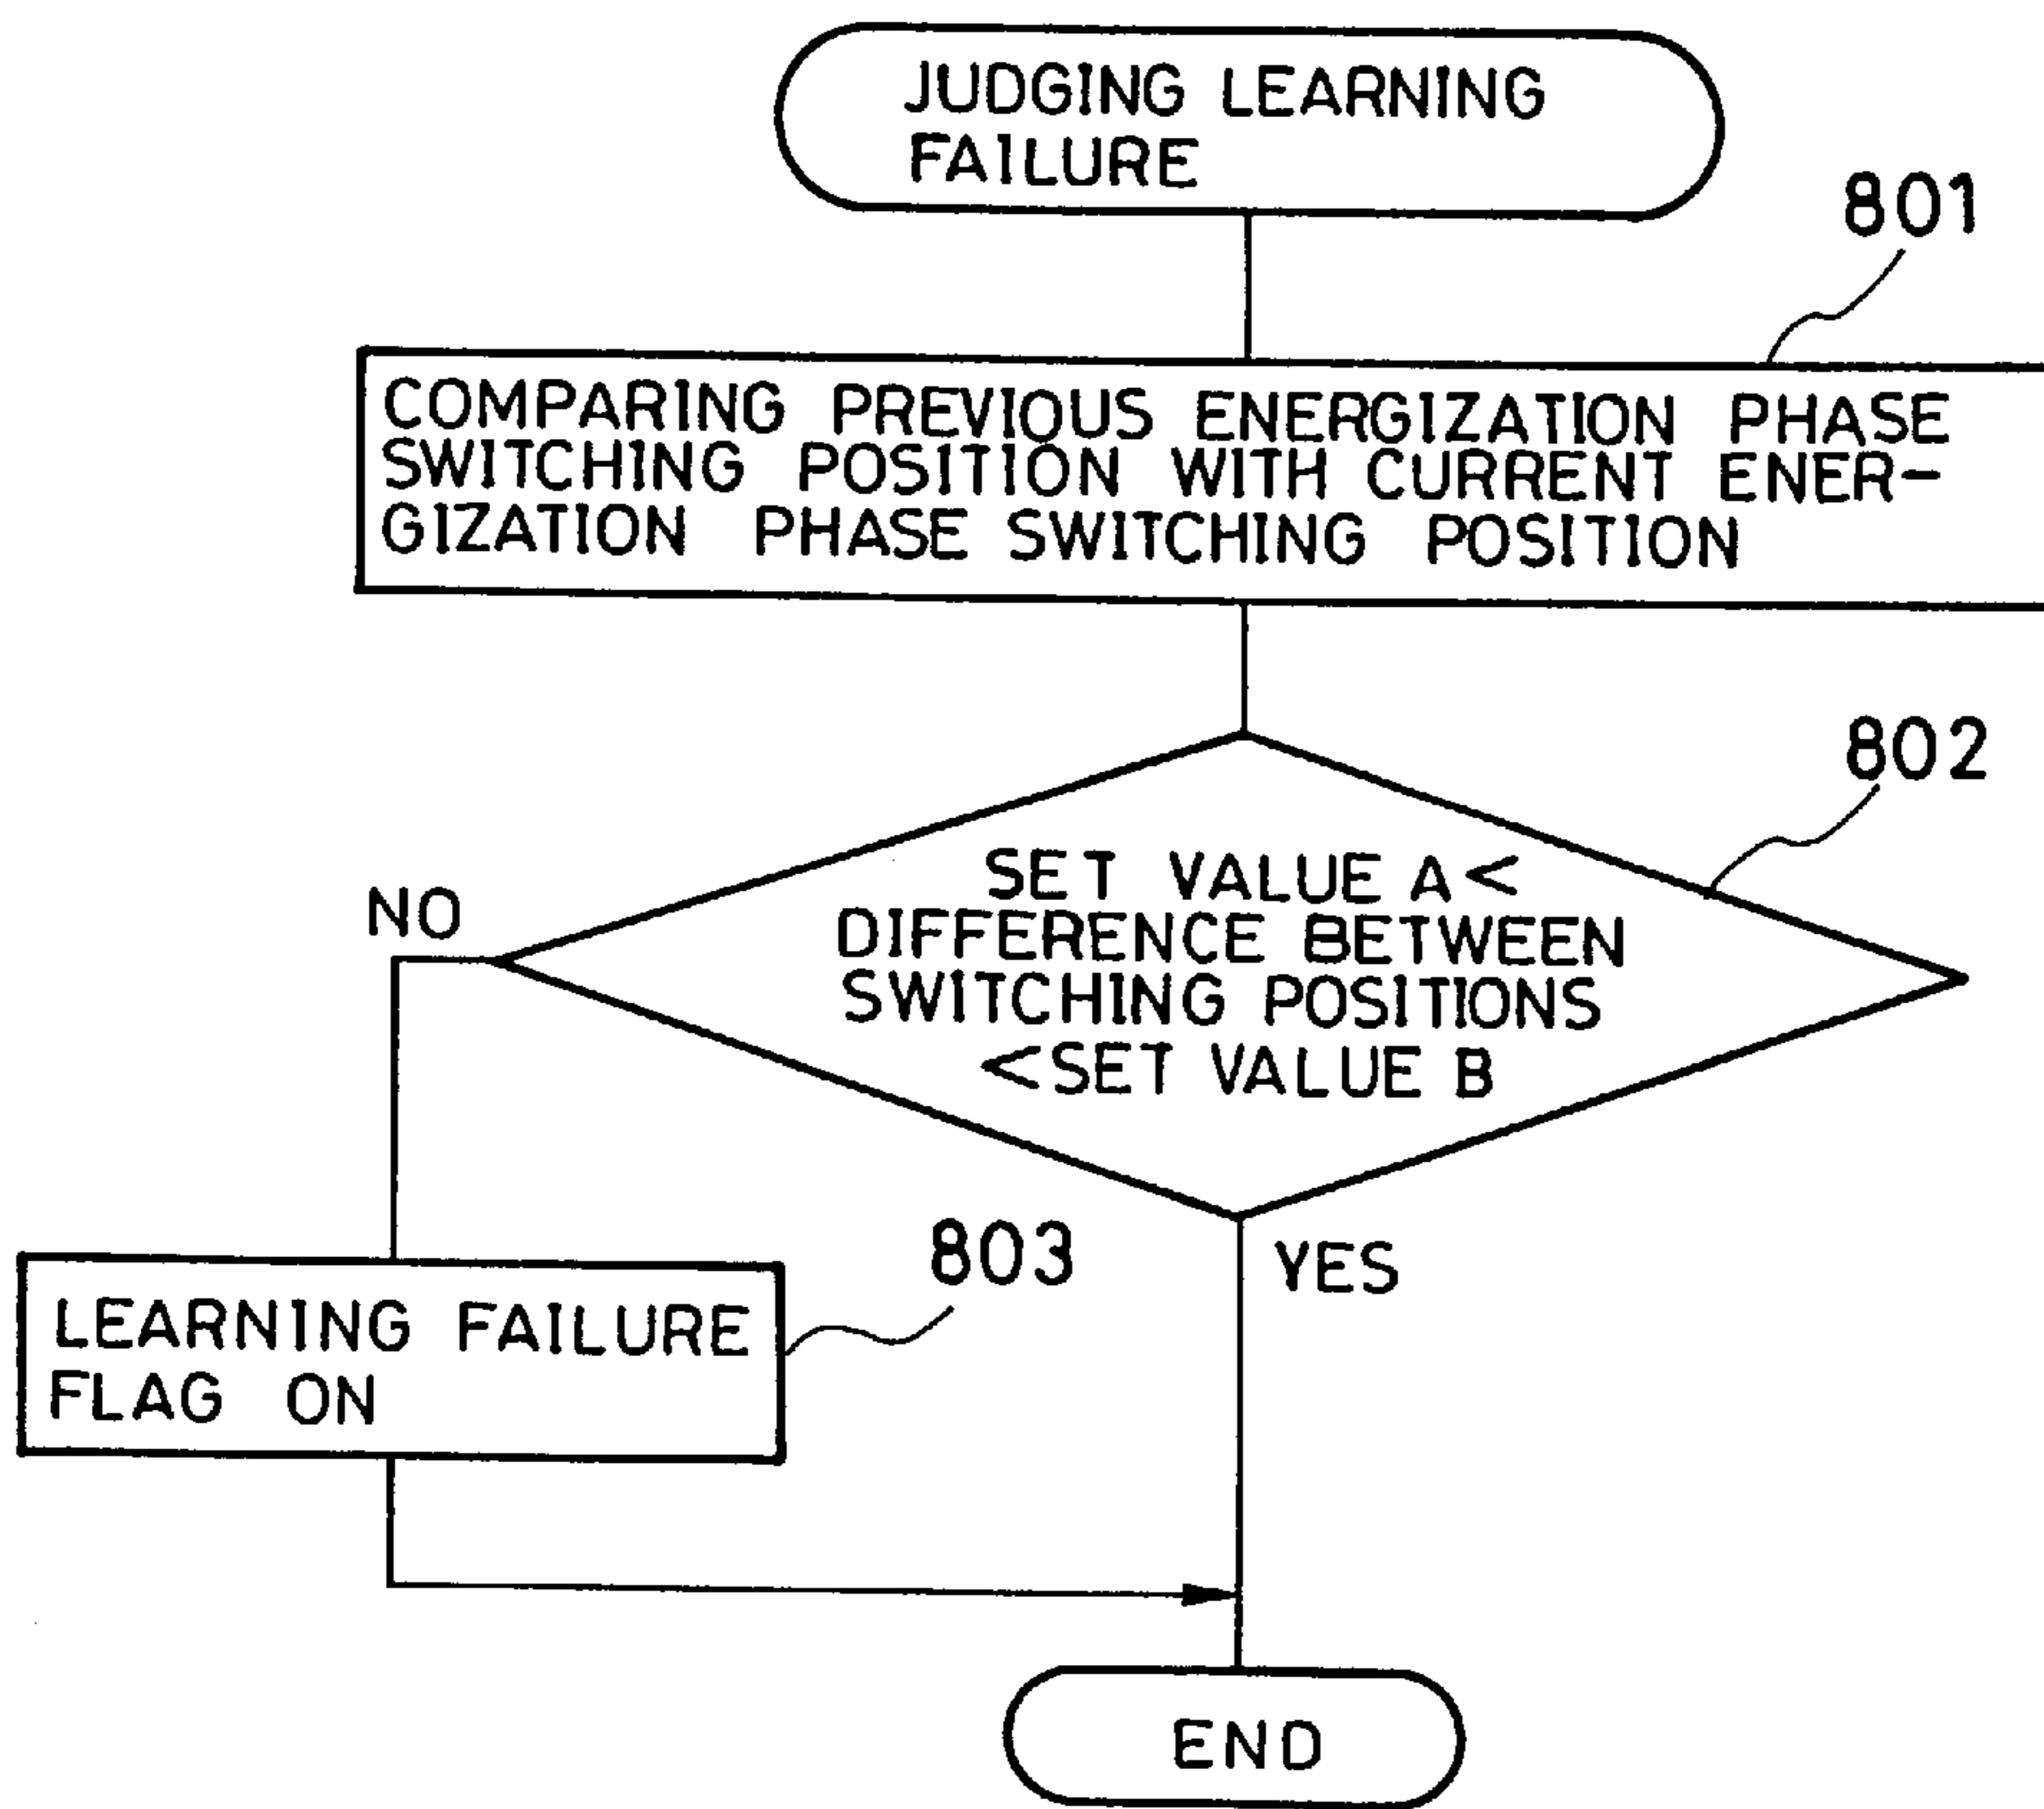 JUDGING LEARNING
FAILURE
801
COMPARING PREVIOUS ENERGIZATION PHASE
SWITCHING POSITION WITH CURRENT ENER-
GIZATION PHASE SWITCHING POSITION
802
SET VALUE A<
DIFFERENCE BETWEEN
SWITCHING POSITIONS
<SET VALUE B
NO
YES
803
LEARNING FAILURE
FLAG ON
END